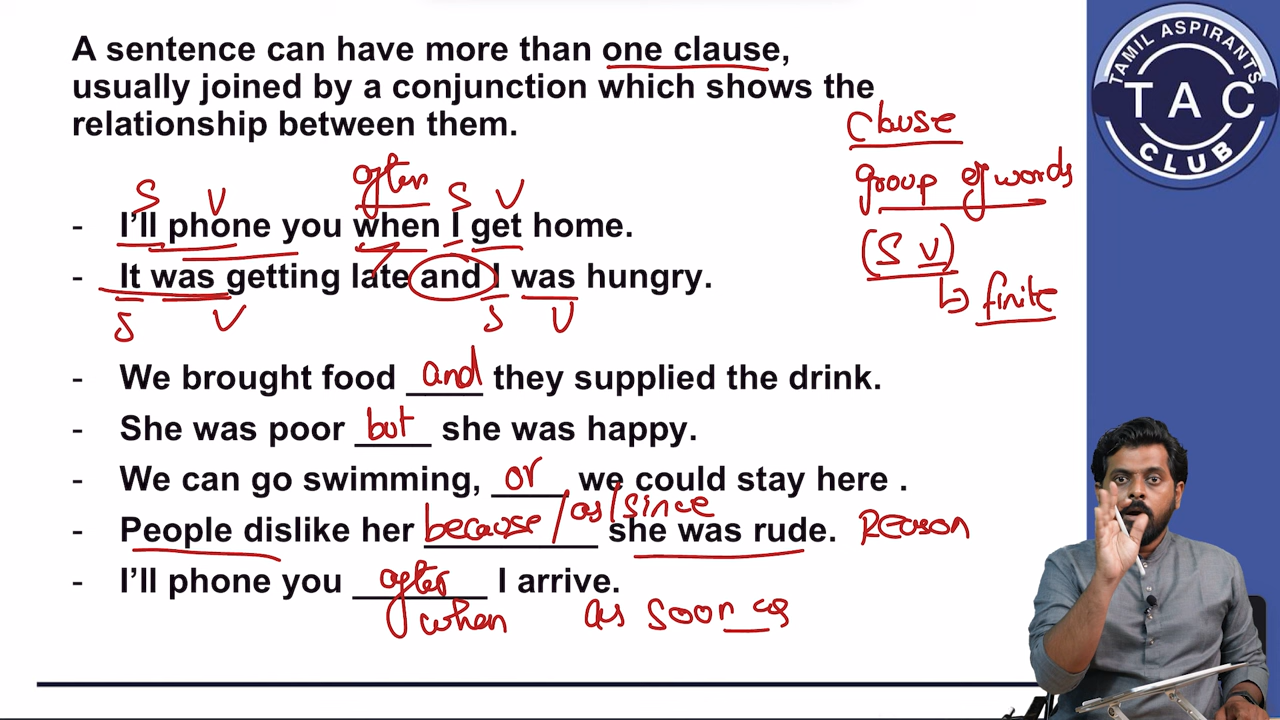 A sentence can have more than one clause,
usually joined by a conjunction which shows the
relationship between them.
clause
group of words
(S V)
↳ finite
after
S V S V
- I'll phone you when I get home.
- It was getting late and I was hungry.
S V S V
- We brought food and they supplied the drink.
- She was poor but she was happy.
- We can go swimming, or we could stay here .
- People dislike her because / as / since she was rude. Reason
- I'll phone you after I arrive.
when as soon as
TAMIL ASPIRANTS
TAC
CLUB